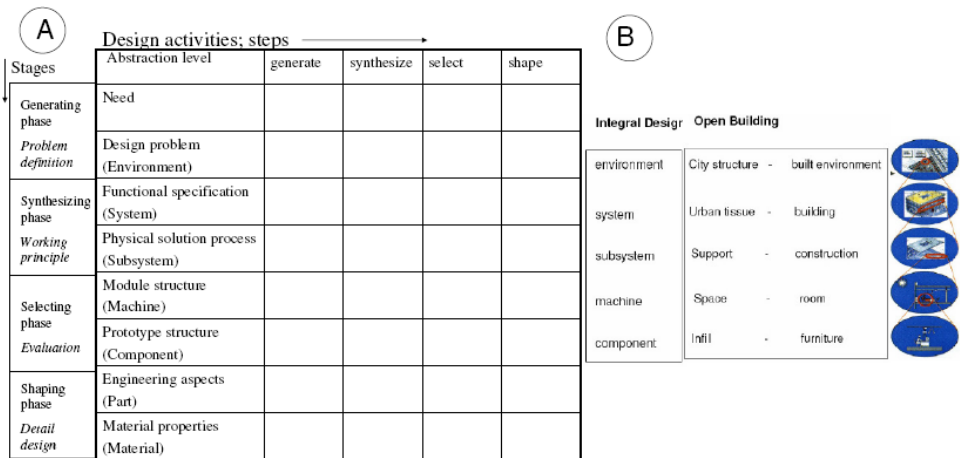 A
Design activities; steps
Stages
Abstraction level generate synthesize select shape
Generating
phase
Problem
definition
Need
Design problem
(Environment)
Synthesizing
phase
Working
principle
Functional specification
(System)
Physical solution process
(Subsystem)
Selecting
phase
Evaluation
Module structure
(Machine)
Prototype structure
(Component)
Shaping
phase
Detail
design
Engineering aspects
(Part)
Material properties
(Material)
B
Integral Design Open Building
environment City structure - built environment
system Urban tissue - building
subsystem Support - construction
machine Space - room
component Infill - furniture